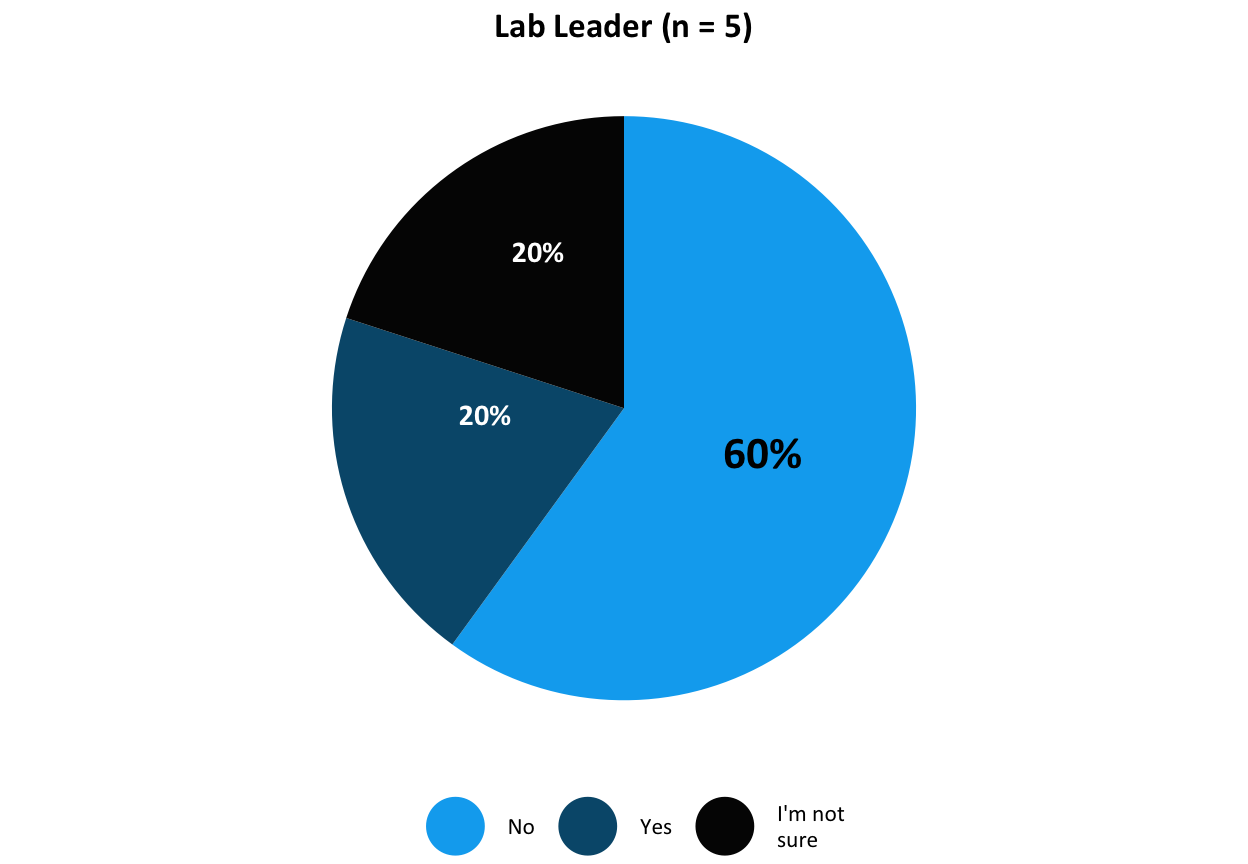 Lab Leader (n = 5)
20%
20%
60%
No
Yes
I'm not
sure